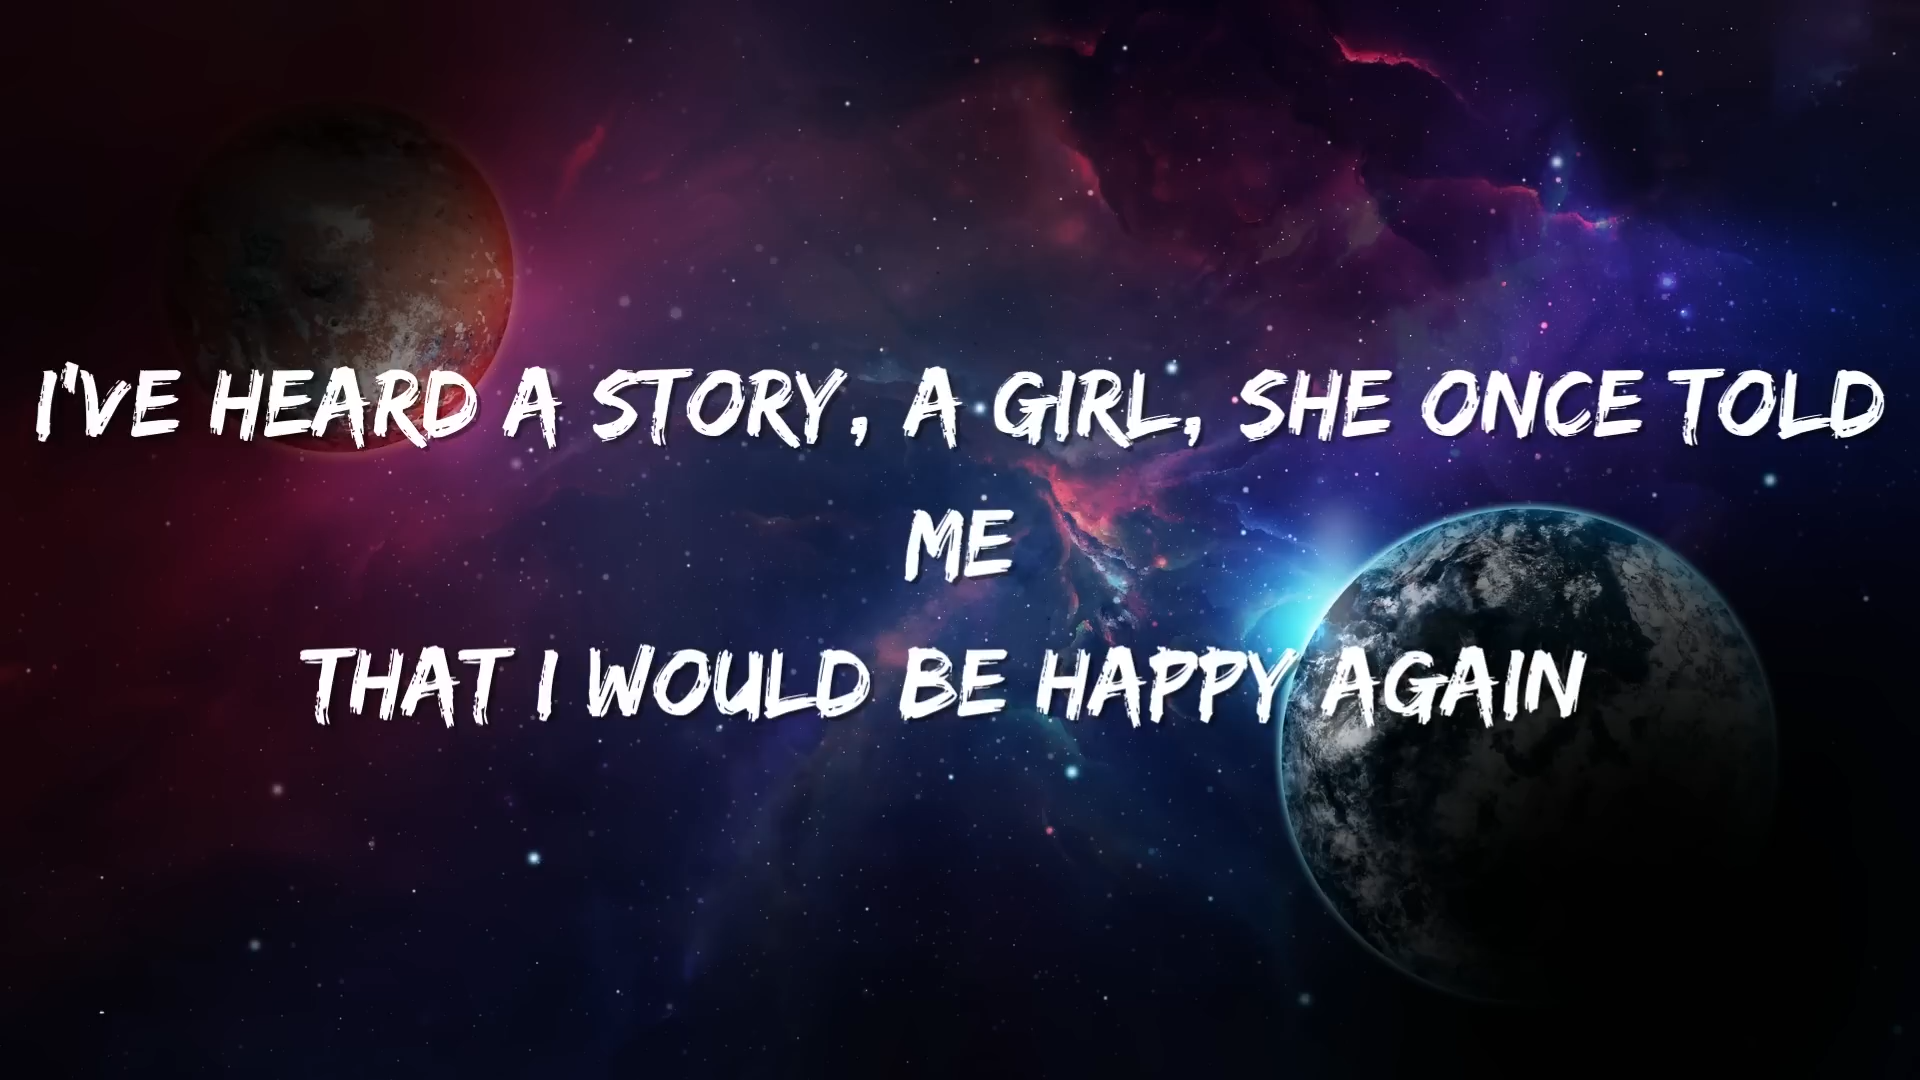 I'VE HEARD A STORY, A GIRL, SHE ONCE TOLD
ME
THAT I WOULD BE HAPPY AGAIN